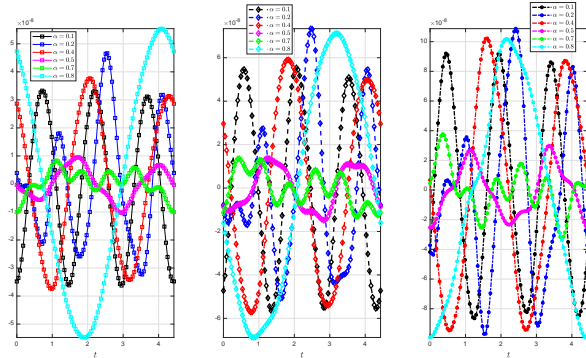 ×10⁻⁸
5
4
3
2
1
0
-1
-2
-3
-4
-5
0 1 2 3 4
t
α = 0.1
α = 0.2
α = 0.4
α = 0.5
α = 0.7
α = 0.8
×10⁻⁸
6
4
2
0
-2
-4
-6
0 1 2 3 4
t
α = 0.1
α = 0.2
α = 0.4
α = 0.5
α = 0.7
α = 0.8
×10⁻⁸
10
8
6
4
2
0
-2
-4
-6
-8
0 1 2 3 4
t
α = 0.1
α = 0.2
α = 0.4
α = 0.5
α = 0.7
α = 0.8